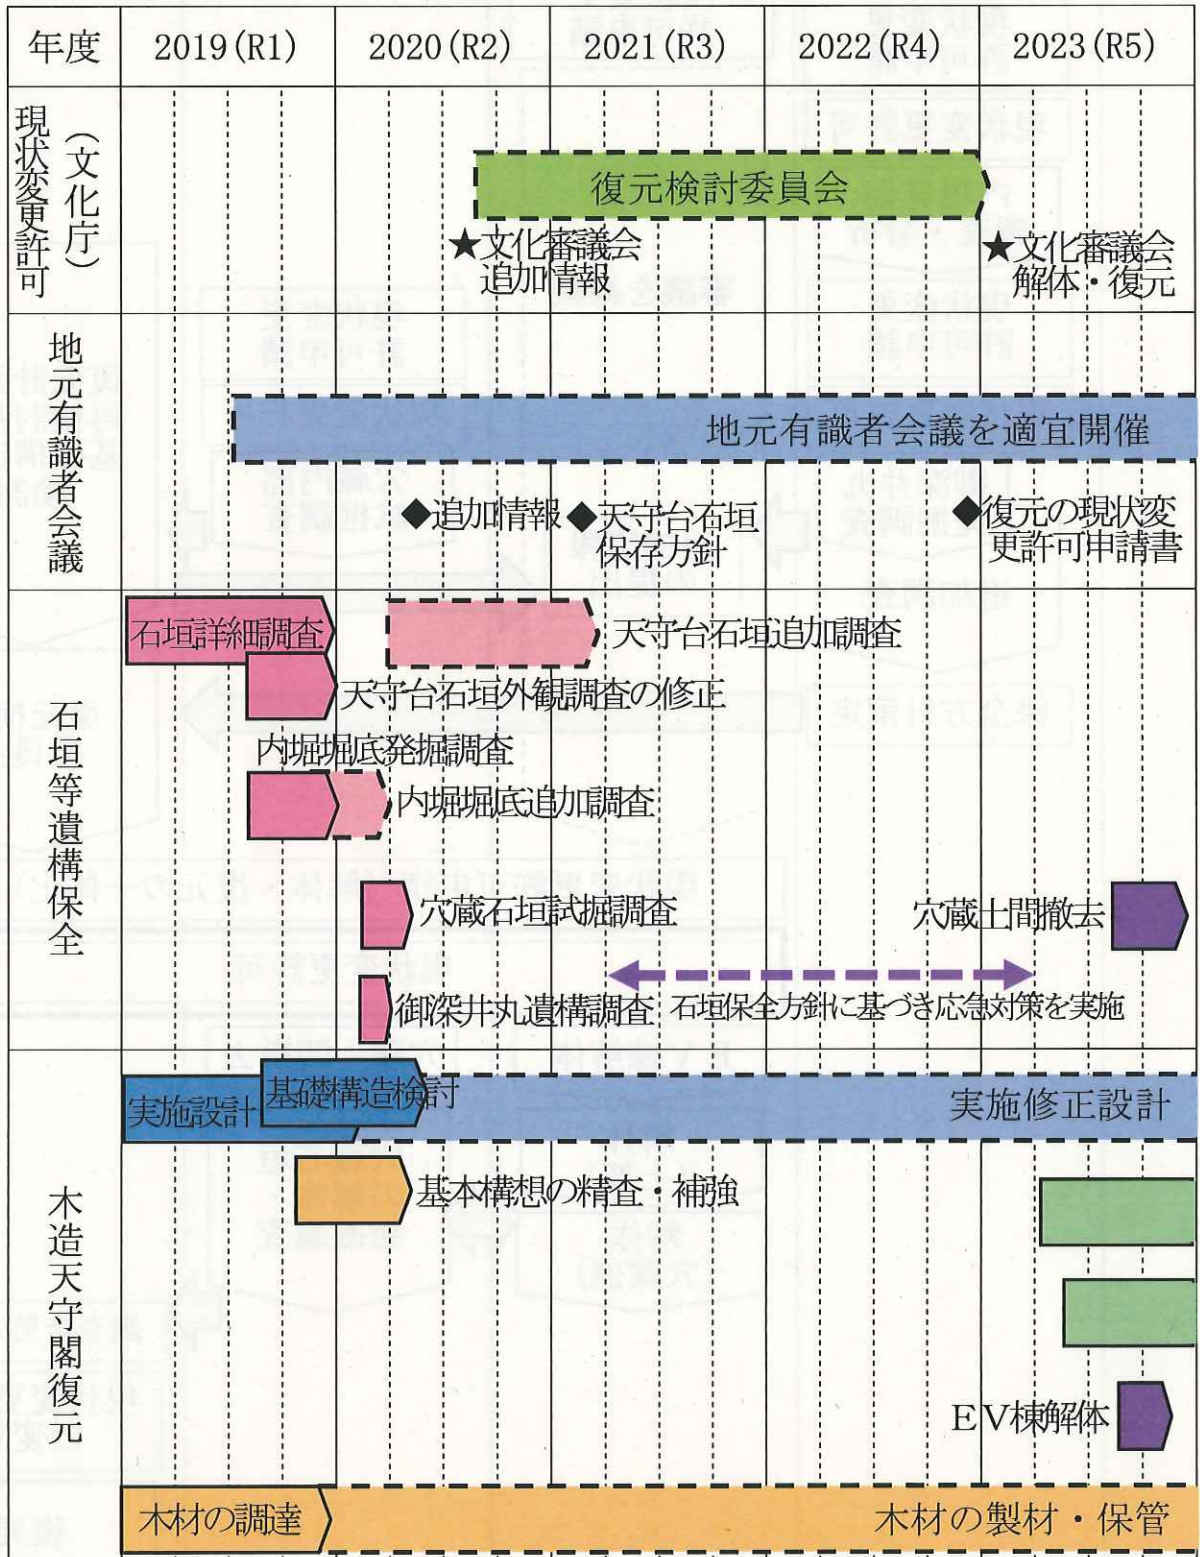 年度
2019(R1)
2020(R2)
2021(R3)
2022(R4)
2023(R5)
現状変更許可
(文化庁)
復元検討委員会
★文化審議会
追加情報
★文化審議会
解体・復元
地元有識者会議
地元有識者会議を適宜開催
◆追加情報
◆天守台石垣
保存方針
◆復元の現状変
更許可申請書
石垣等遺構保全
石垣詳細調査
天守台石垣追加調査
天守台石垣外観調査の修正
内堀堀底発掘調査
内堀堀底追加調査
穴蔵石垣試掘調査
穴蔵土間撤去
御深井丸遺構調査
石垣保全方針に基づき応急対策を実施
木造天守閣復元
実施設計
基礎構造検討
実施修正設計
基本構想の精査・補強
EV棟解体
木材の調達
木材の製材・保管